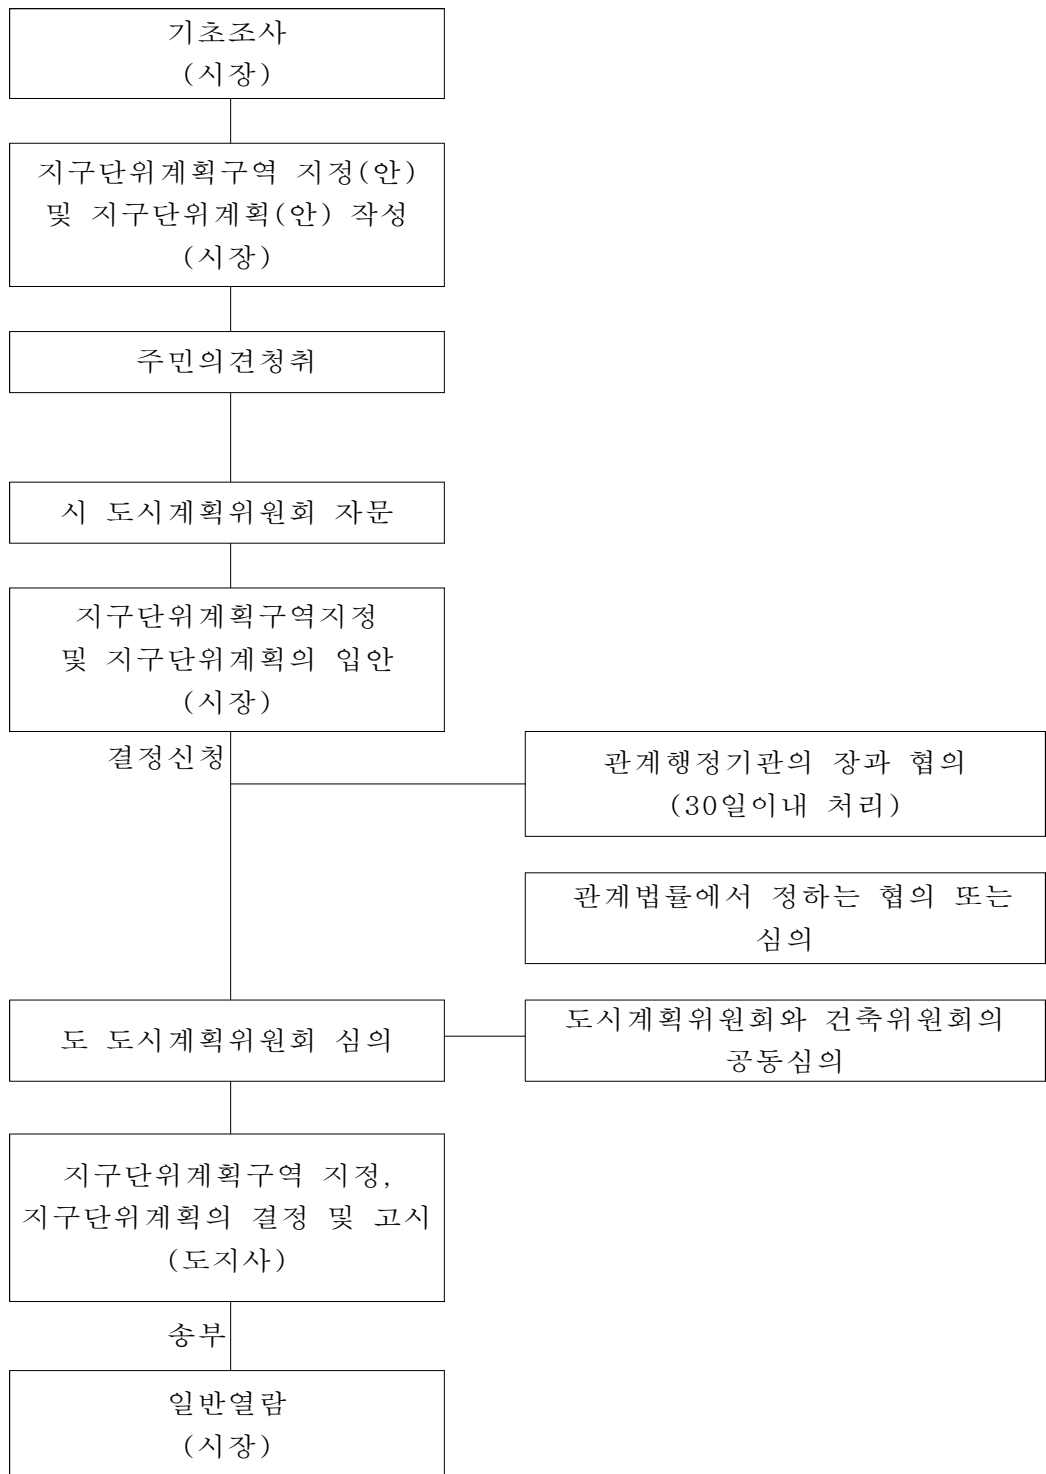 기초조사
(시장)
지구단위계획구역 지정(안)
및 지구단위계획(안) 작성
(시장)
주민의견청취
시 도시계획위원회 자문
지구단위계획구역지정
및 지구단위계획의 입안
(시장)
결정신청
관계행정기관의 장과 협의
(30일이내 처리)
관계법률에서 정하는 협의 또는
심의
도 도시계획위원회 심의
도시계획위원회와 건축위원회의
공동심의
지구단위계획구역 지정,
지구단위계획의 결정 및 고시
(도지사)
송부
일반열람
(시장)